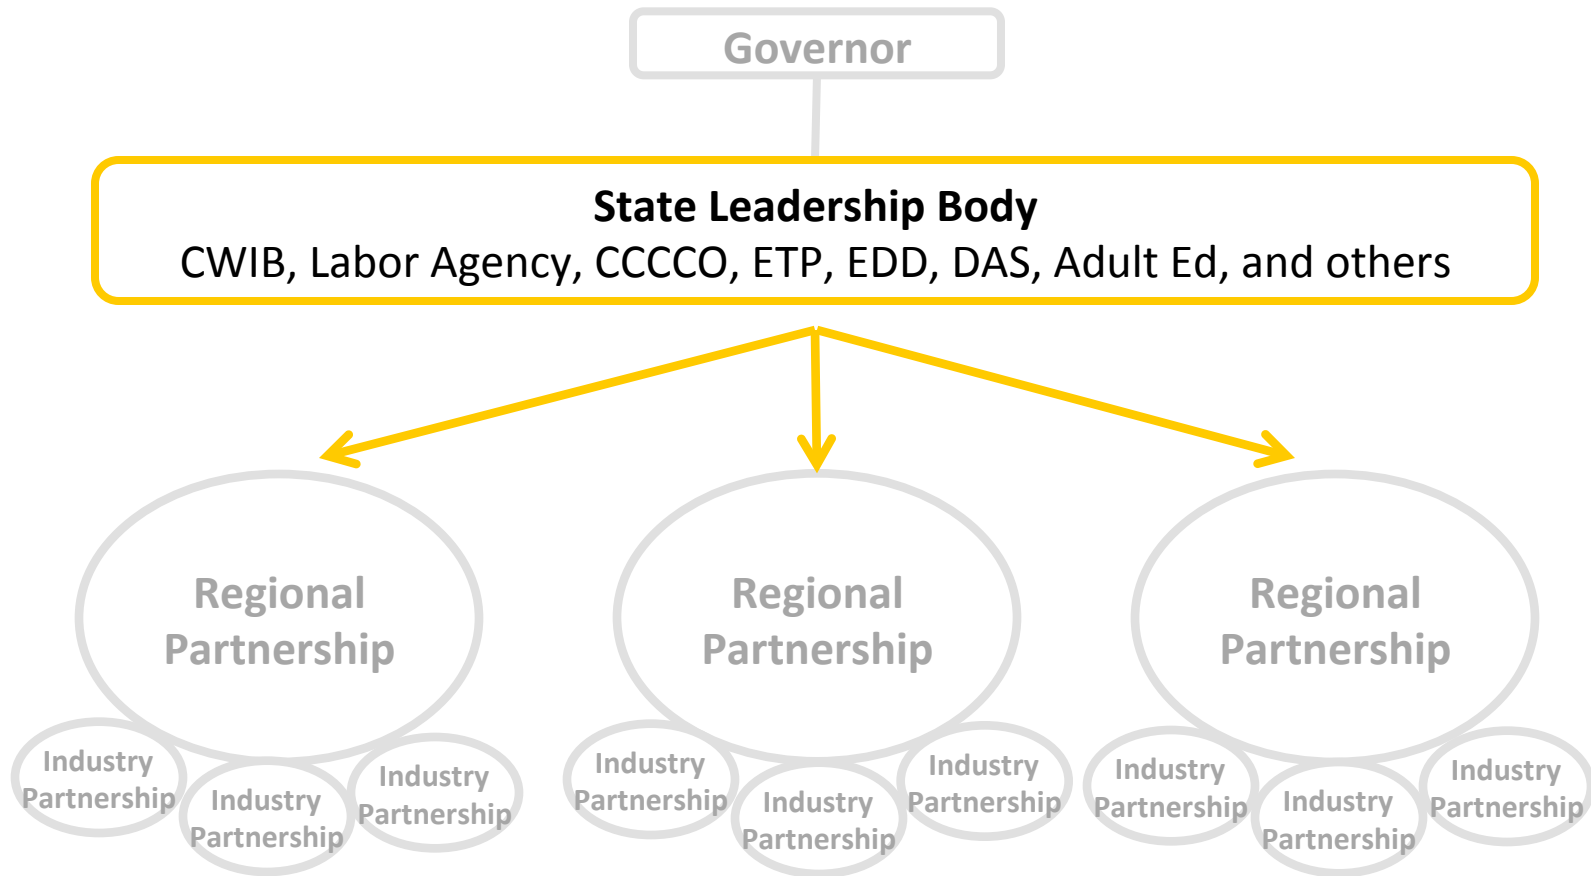 Governor
State Leadership Body
CWIB, Labor Agency, CCCCO, ETP, EDD, DAS, Adult Ed, and others
Regional
Partnership
Regional
Partnership
Regional
Partnership
Industry
Partnership
Industry
Partnership
Industry
Partnership
Industry
Partnership
Industry
Partnership
Industry
Partnership
Industry
Partnership
Industry
Partnership
Industry
Partnership